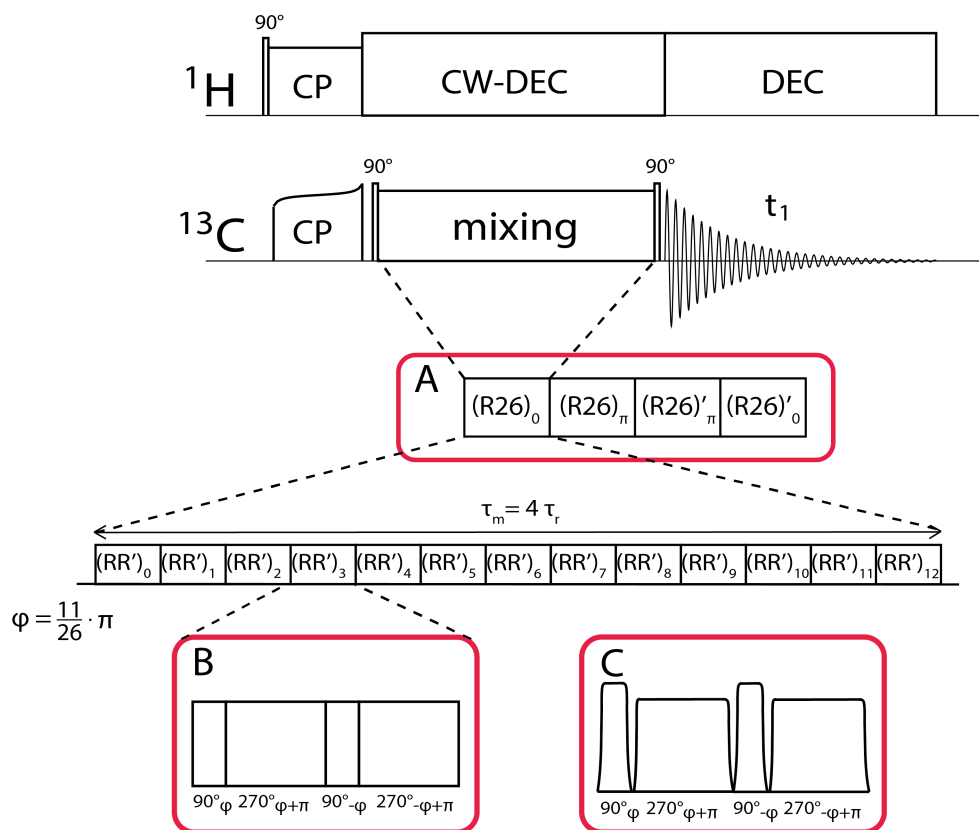 90°
¹H CP CW-DEC DEC
90° 90°
¹³C CP mixing t₁
A
(R26)₀ (R26)π (R26)'π (R26)'₀
τₘ= 4 τᵣ
(RR')₀ (RR')₁ (RR')₂ (RR')₃ (RR')₄ (RR')₅ (RR')₆ (RR')₇ (RR')₈ (RR')₉ (RR')₁₀ (RR')₁₁ (RR')₁₂
φ = 11/26 · π
B C
90°φ 270°φ+π 90°-φ 270°-φ+π 90°φ 270°φ+π 90°-φ 270°-φ+π